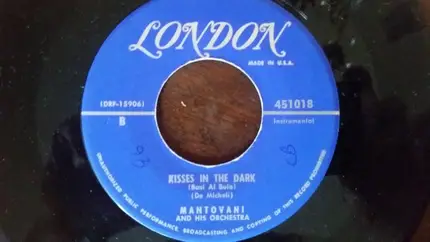 LONDON
MADE IN U.S.A.
(DRF-15906)
451018
B
Instrumental
KISSES IN THE DARK
(Baci Al Buio)
(De Micheli)
MANTOVANI
AND HIS ORCHESTRA
UNAUTHORIZED PUBLIC PERFORMANCE, BROADCASTING AND COPYING OF THIS RECORD PROHIBITED